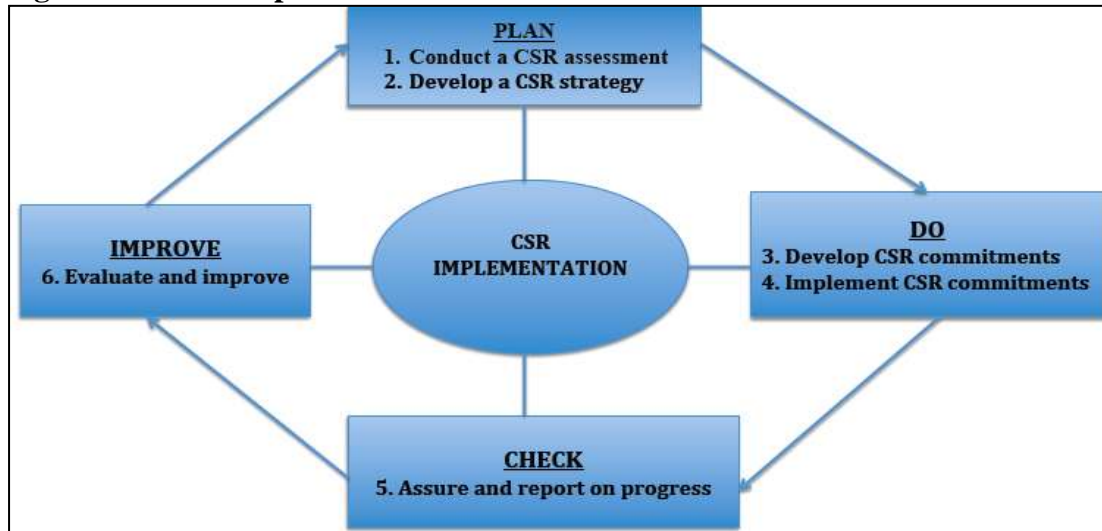 PLAN
1. Conduct a CSR assessment
2. Develop a CSR strategy
IMPROVE
6. Evaluate and improve
CSR
IMPLEMENTATION
DO
3. Develop CSR commitments
4. Implement CSR commitments
CHECK
5. Assure and report on progress